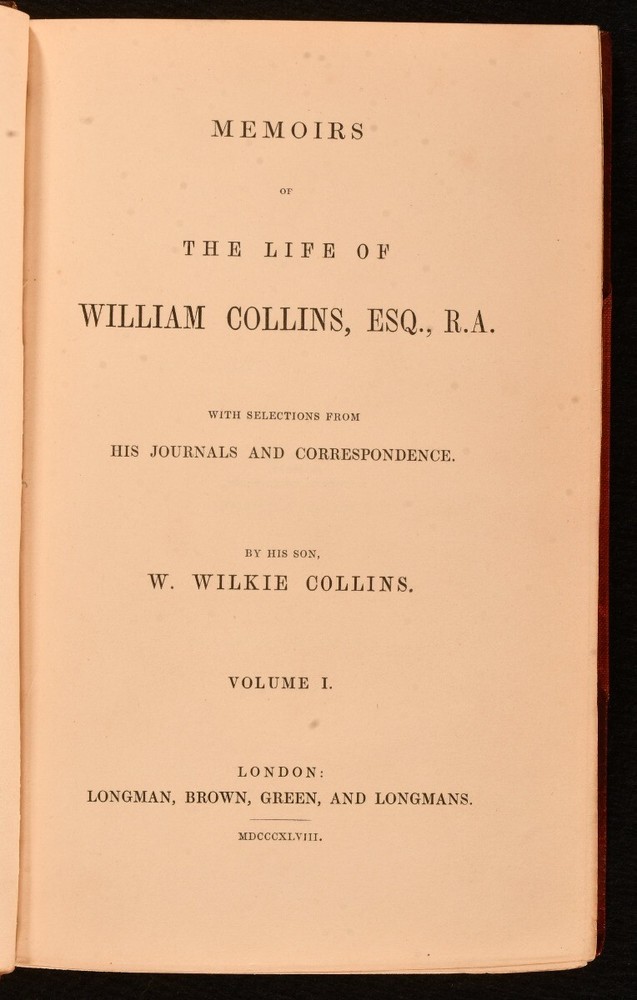 MEMOIRS
OF
THE LIFE OF
WILLIAM COLLINS, ESQ., R.A.
WITH SELECTIONS FROM
HIS JOURNALS AND CORRESPONDENCE.
BY HIS SON,
W. WILKIE COLLINS.
VOLUME I.
LONDON:
LONGMAN, BROWN, GREEN, AND LONGMANS.
MDCCCXLVIII.